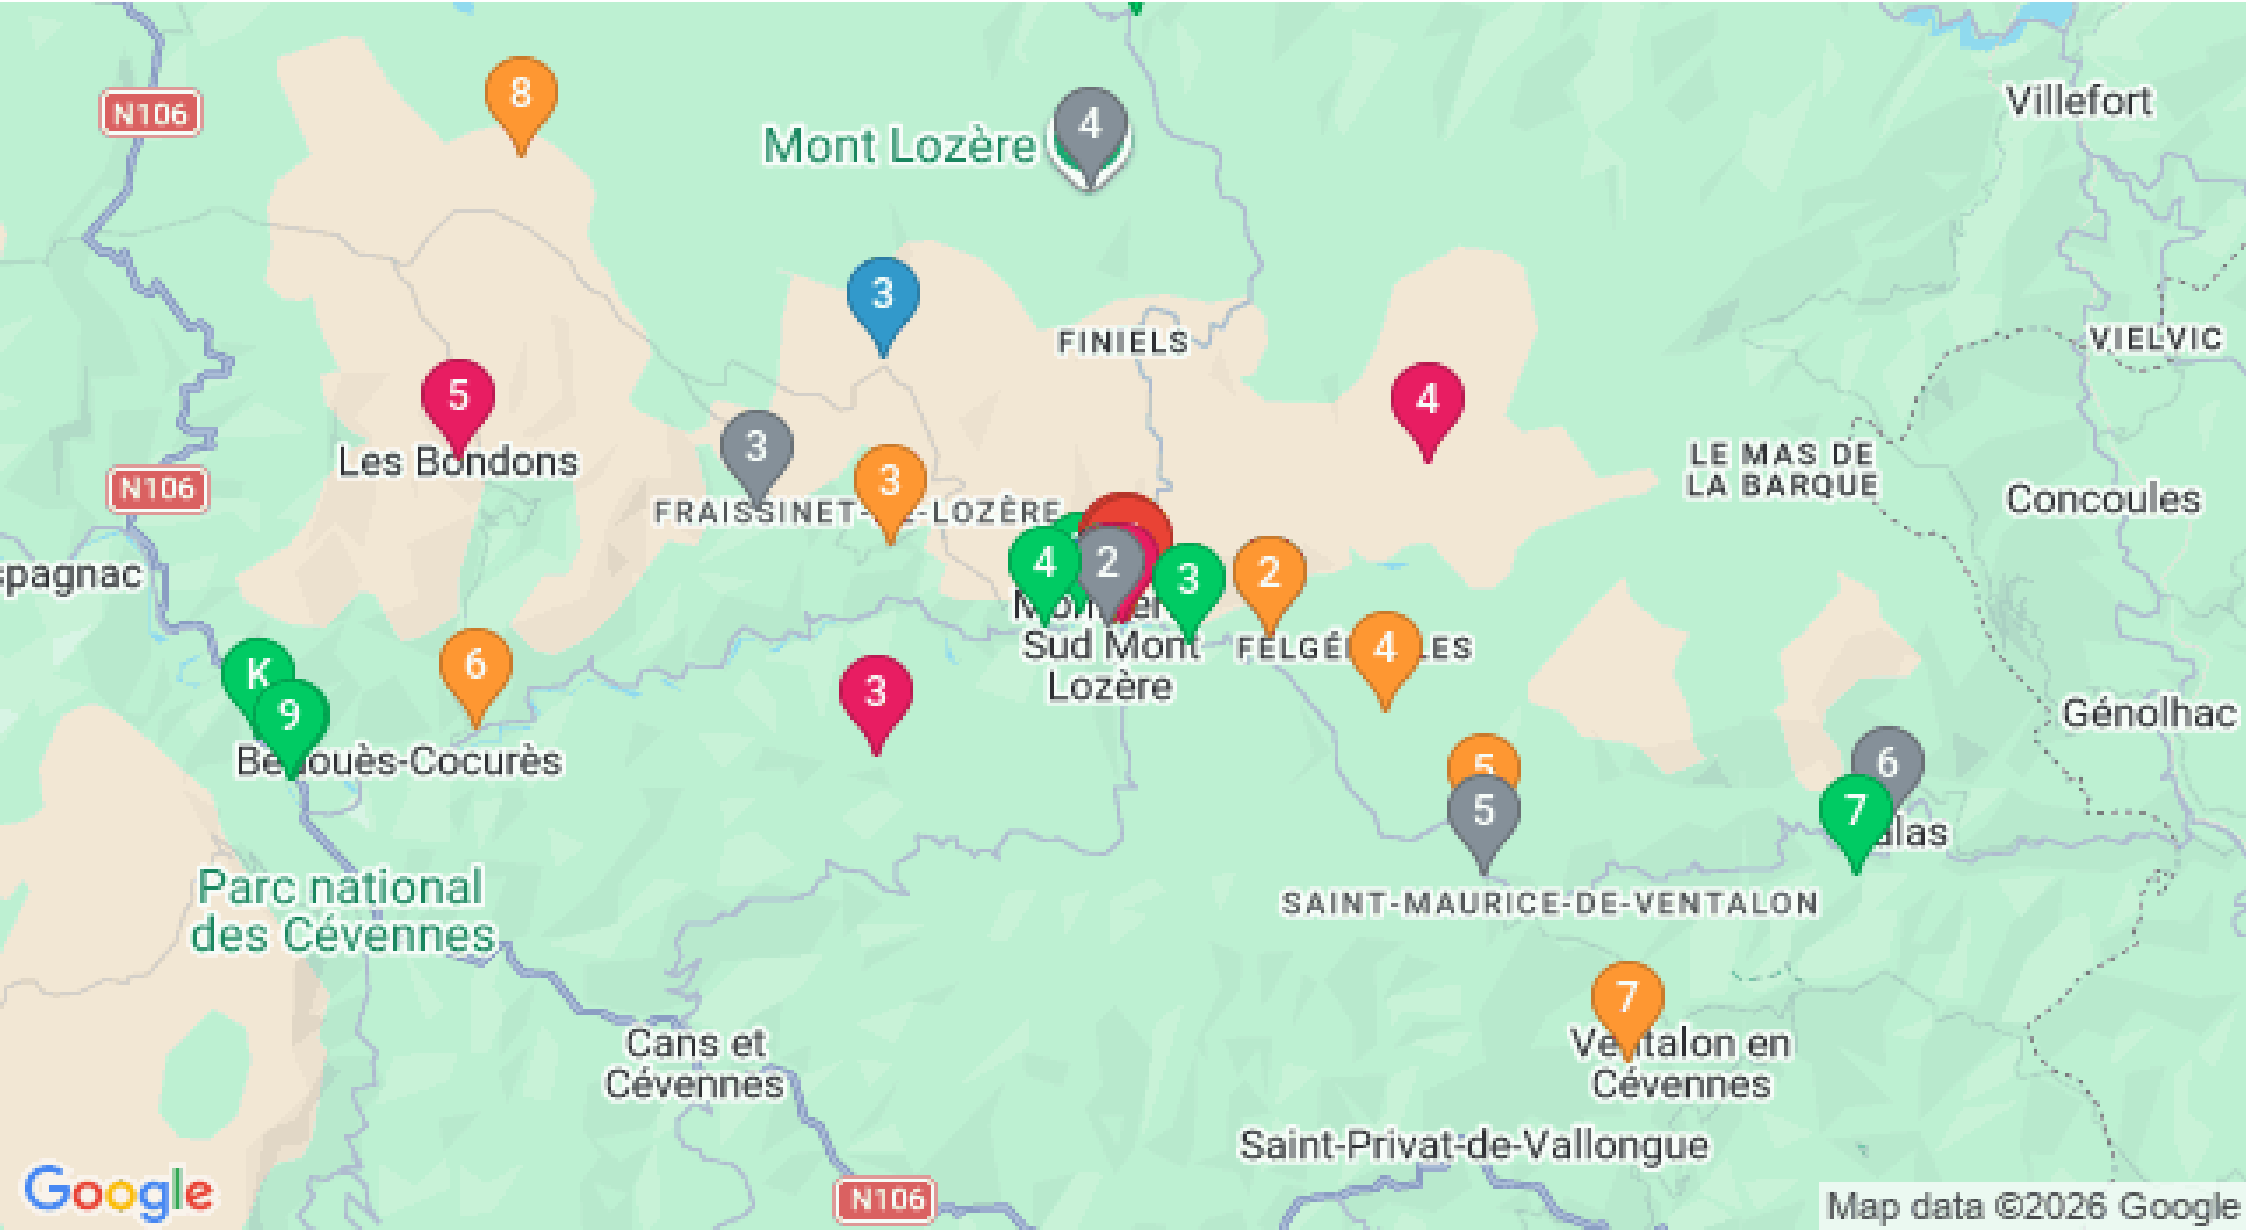 8
N106
4
Villefort
Mont Lozère
3
FINIELS
VIELVIC
5
4
3
Les Bondons
LE MAS DE
LA BARQUE
3
N106
Concoules
FRAISSINET-
-LOZÈRE
4
2
3
2
spagnac
Sud Mont
Lozère
4
6
K
3
9
Génolhac
Cocurès
5
6
5
7
Parc national
des Cévennes
SAINT-MAURICE-DE-VENTALON
7
Cans et
Cévennes
en
Cévennes
Saint-Privat-de-Vallongue
Google
N106
Map data ©2026 Google